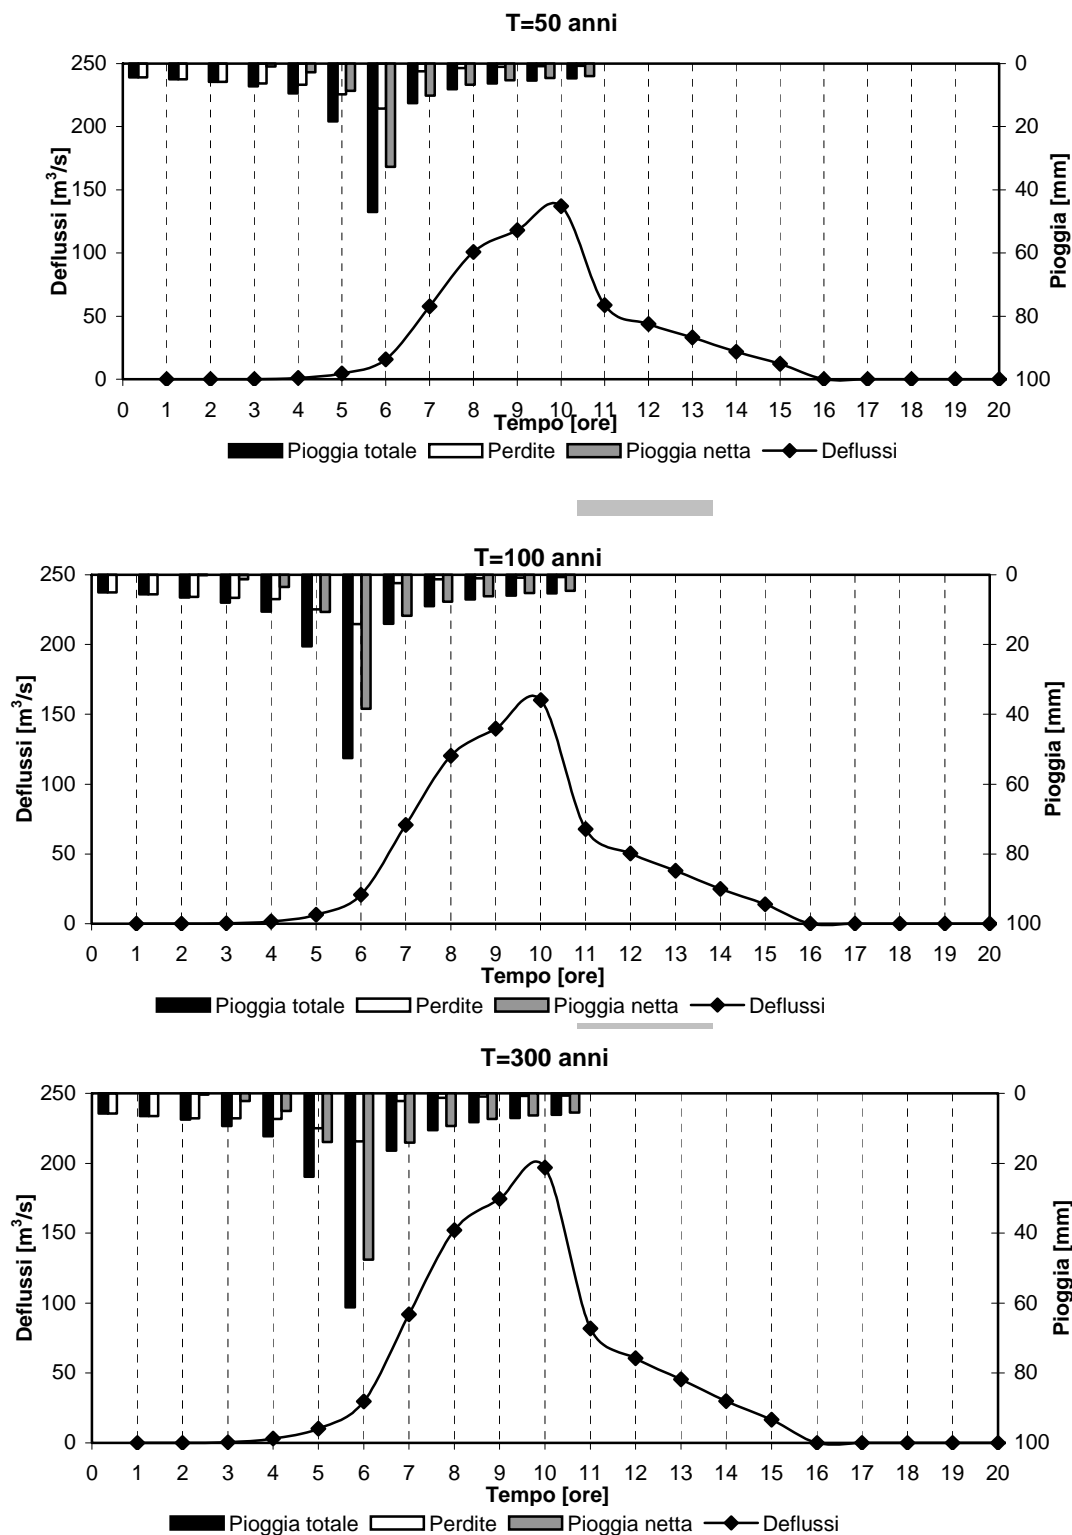 T=50 anni
250
200
150
100
50
0
Deflussi [m³/s]
0
20
40
60
80
100
Pioggia [mm]
0 1 2 3 4 5 6 7 8 9 10 11 12 13 14 15 16 17 18 19 20
Tempo [ore]
Pioggia totale Perdite Pioggia netta Deflussi
T=100 anni
250
200
150
100
50
0
Deflussi [m³/s]
0
20
40
60
80
100
Pioggia [mm]
0 1 2 3 4 5 6 7 8 9 10 11 12 13 14 15 16 17 18 19 20
Tempo [ore]
Pioggia totale Perdite Pioggia netta Deflussi
T=300 anni
250
200
150
100
50
0
Deflussi [m³/s]
0
20
40
60
80
100
Pioggia [mm]
0 1 2 3 4 5 6 7 8 9 10 11 12 13 14 15 16 17 18 19 20
Tempo [ore]
Pioggia totale Perdite Pioggia netta Deflussi